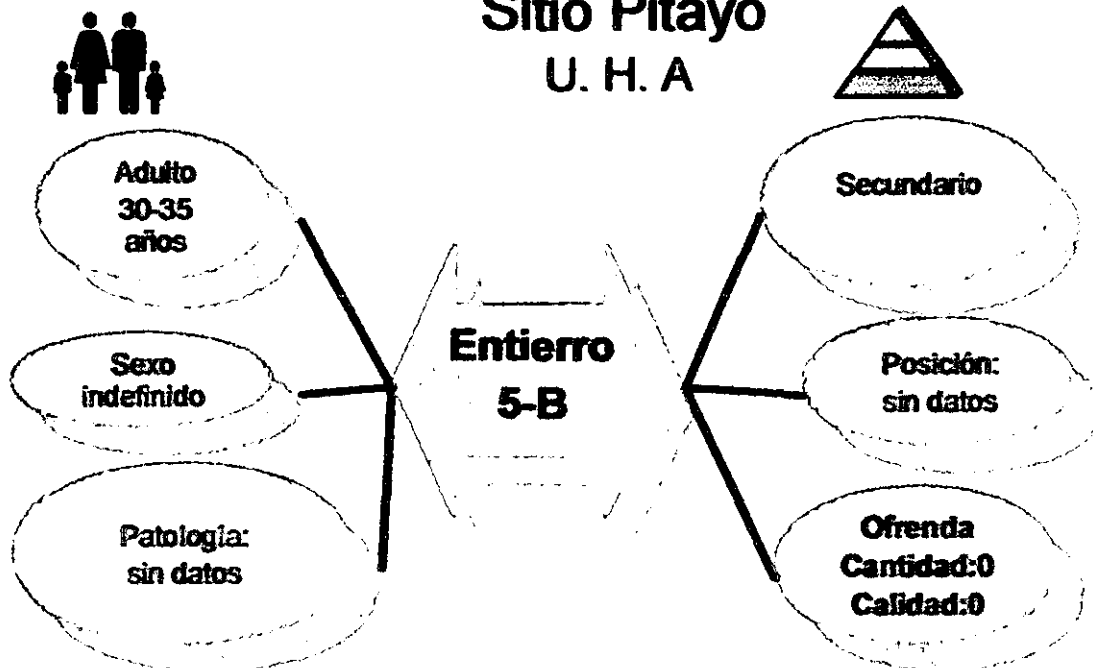 Sitio Pitayo
U. H. A
Adulto
30-35
años
Sexo
indefinido
Patología:
sin datos
Entierro
5-B
Secundario
Posición:
sin datos
Ofrenda
Cantidad:0
Calidad:0